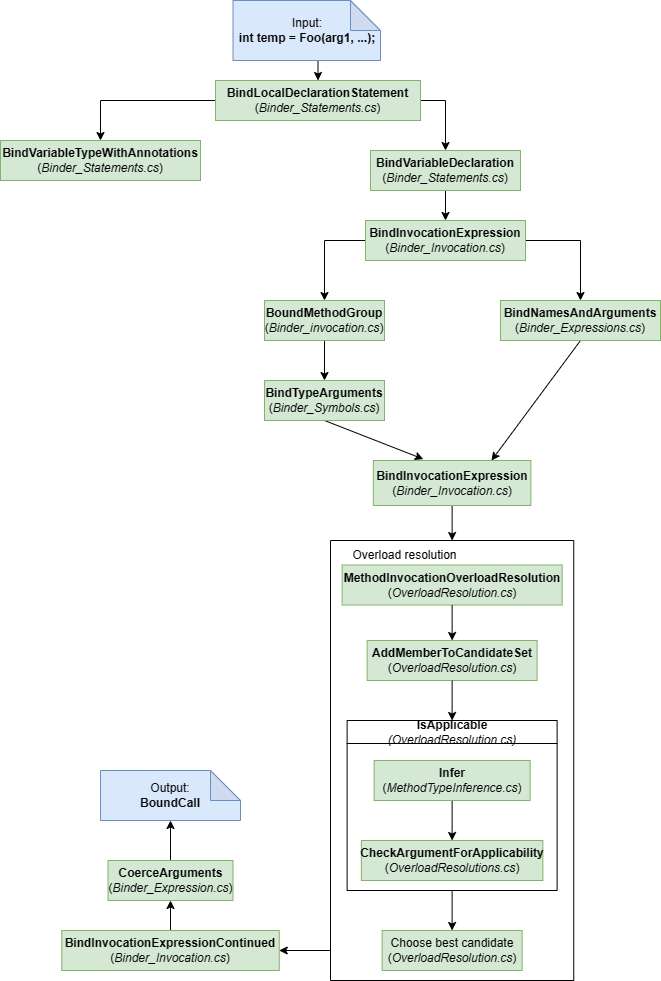 Input:
int temp = Foo(arg1, ...);
BindLocalDeclarationStatement
(Binder_Statements.cs)
BindVariableTypeWithAnnotations
(Binder_Statements.cs)
BindVariableDeclaration
(Binder_Statements.cs)
BindInvocationExpression
(Binder_Invocation.cs)
BoundMethodGroup
(Binder_invocation.cs)
BindNamesAndArguments
(Binder_Expressions.cs)
BindTypeArguments
(Binder_Symbols.cs)
BindInvocationExpression
(Binder_Invocation.cs)
Overload resolution
MethodInvocationOverloadResolution
(OverloadResolution.cs)
AddMemberToCandidateSet
(OverloadResolution.cs)
IsApplicable
(OverloadResolution.cs)
Infer
(MethodTypeInference.cs)
CheckArgumentForApplicability
(OverloadResolutions.cs)
Choose best candidate
(OverloadResolution.cs)
BindInvocationExpressionContinued
(Binder_Invocation.cs)
CoerceArguments
(Binder_Expression.cs)
Output:
BoundCall